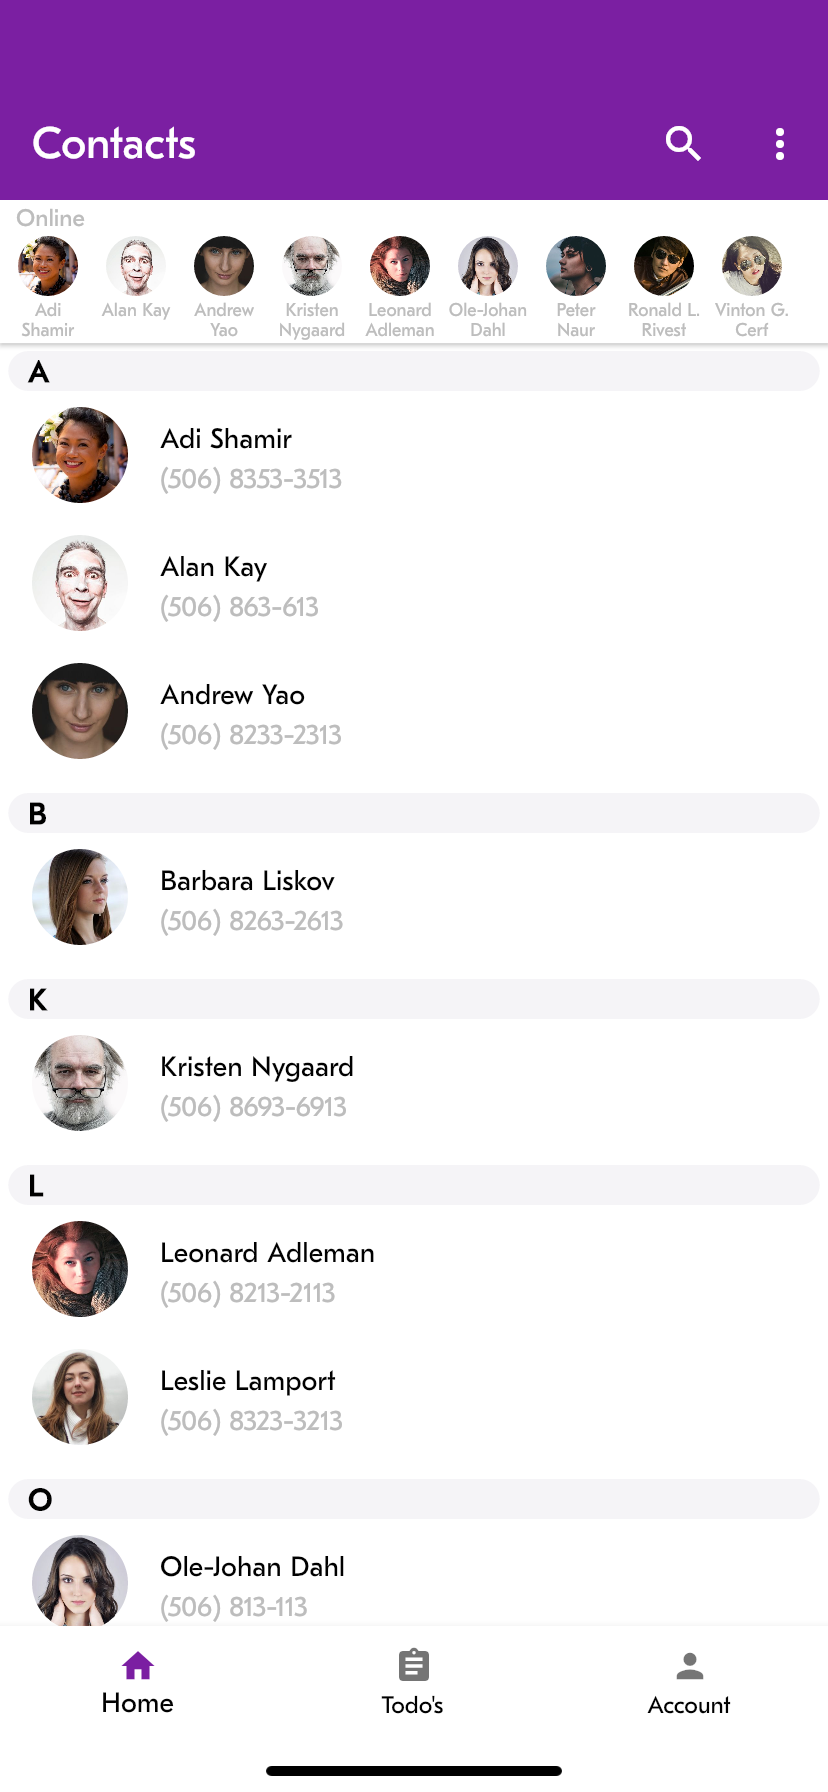 Contacts
Online
Adi Shamir
Alan Kay
Andrew Yao
Kristen Nygaard
Leonard Adleman
Ole-Johan Dahl
Peter Naur
Ronald L. Rivest
Vinton G. Cerf
A
Adi Shamir
(506) 8353-3513
Alan Kay
(506) 863-613
Andrew Yao
(506) 8233-2313
B
Barbara Liskov
(506) 8263-2613
K
Kristen Nygaard
(506) 8693-6913
L
Leonard Adleman
(506) 8213-2113
Leslie Lamport
(506) 8323-3213
O
Ole-Johan Dahl
(506) 813-113
Home
Todo's
Account